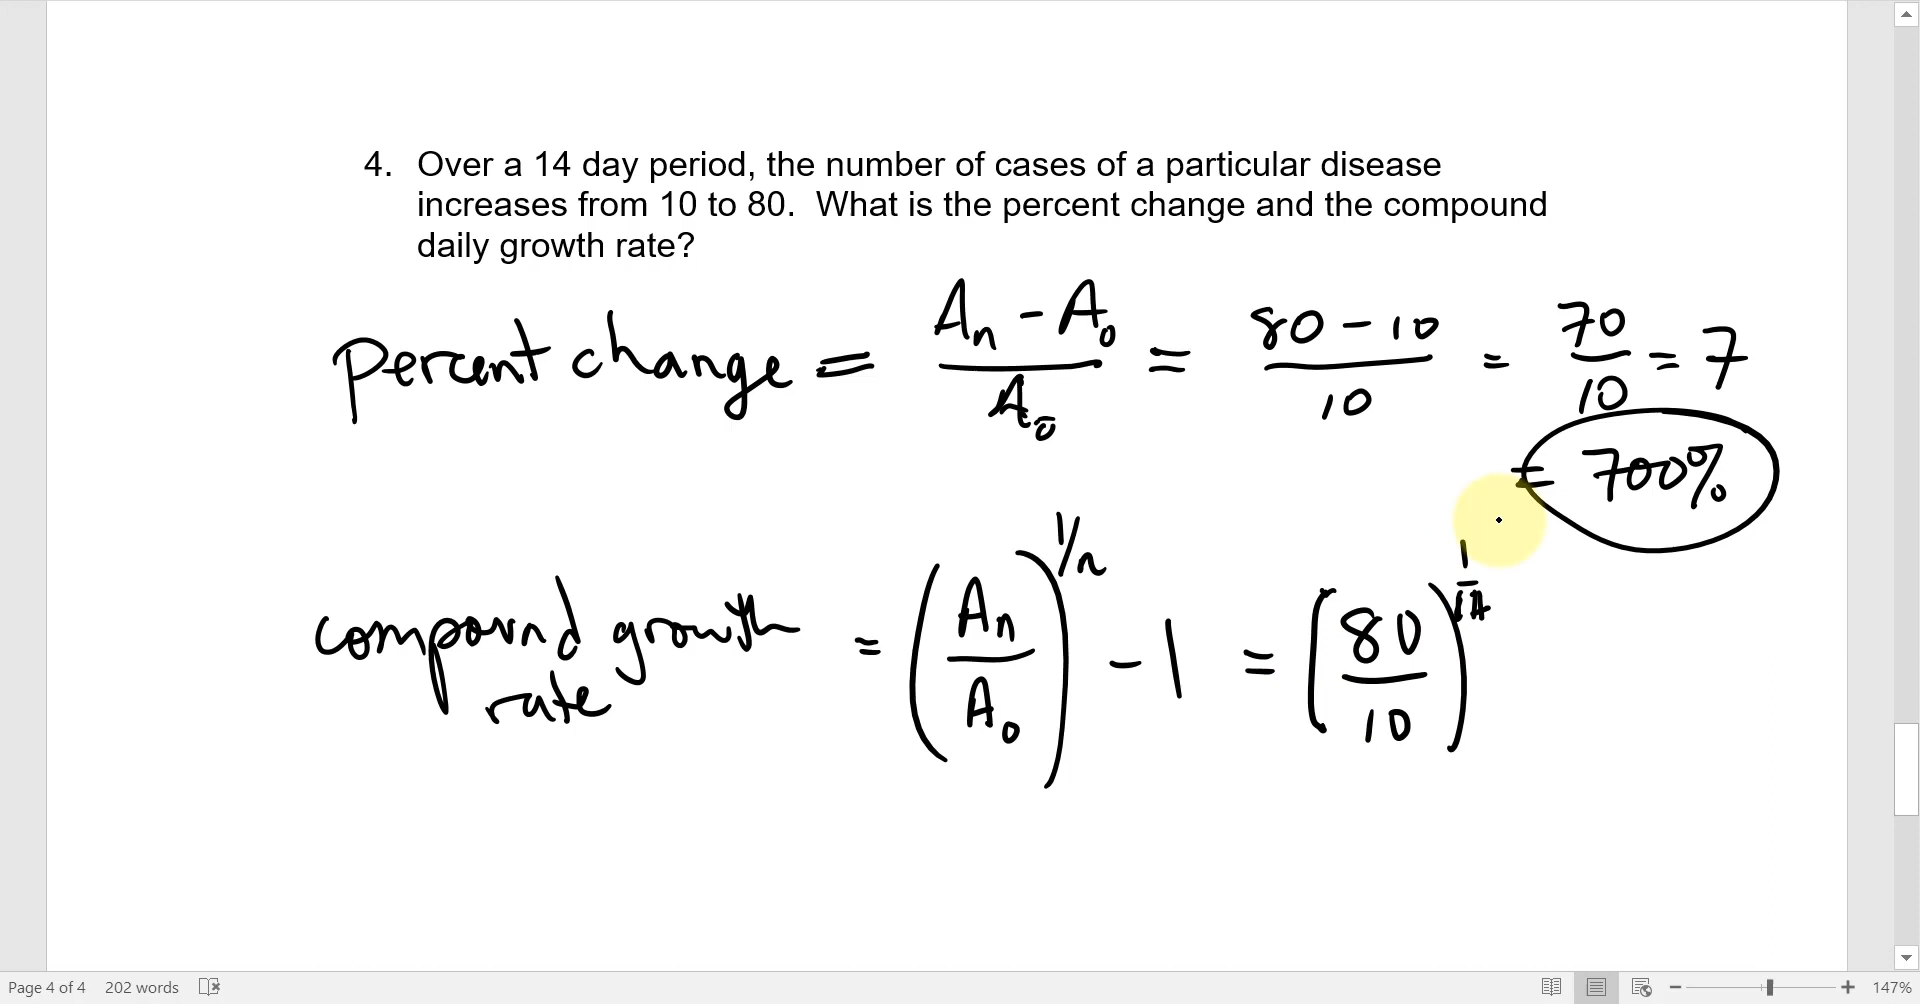 4. Over a 14 day period, the number of cases of a particular disease
increases from 10 to 80. What is the percent change and the compound
daily growth rate?
percent change = (An - A0)/A0 = (80 - 10)/10 = 70/10 = 7
= 700%
compound growth rate = (An/A0)^1/n - 1 = (80/10)^1/14
Page 4 of 4 202 words 147%